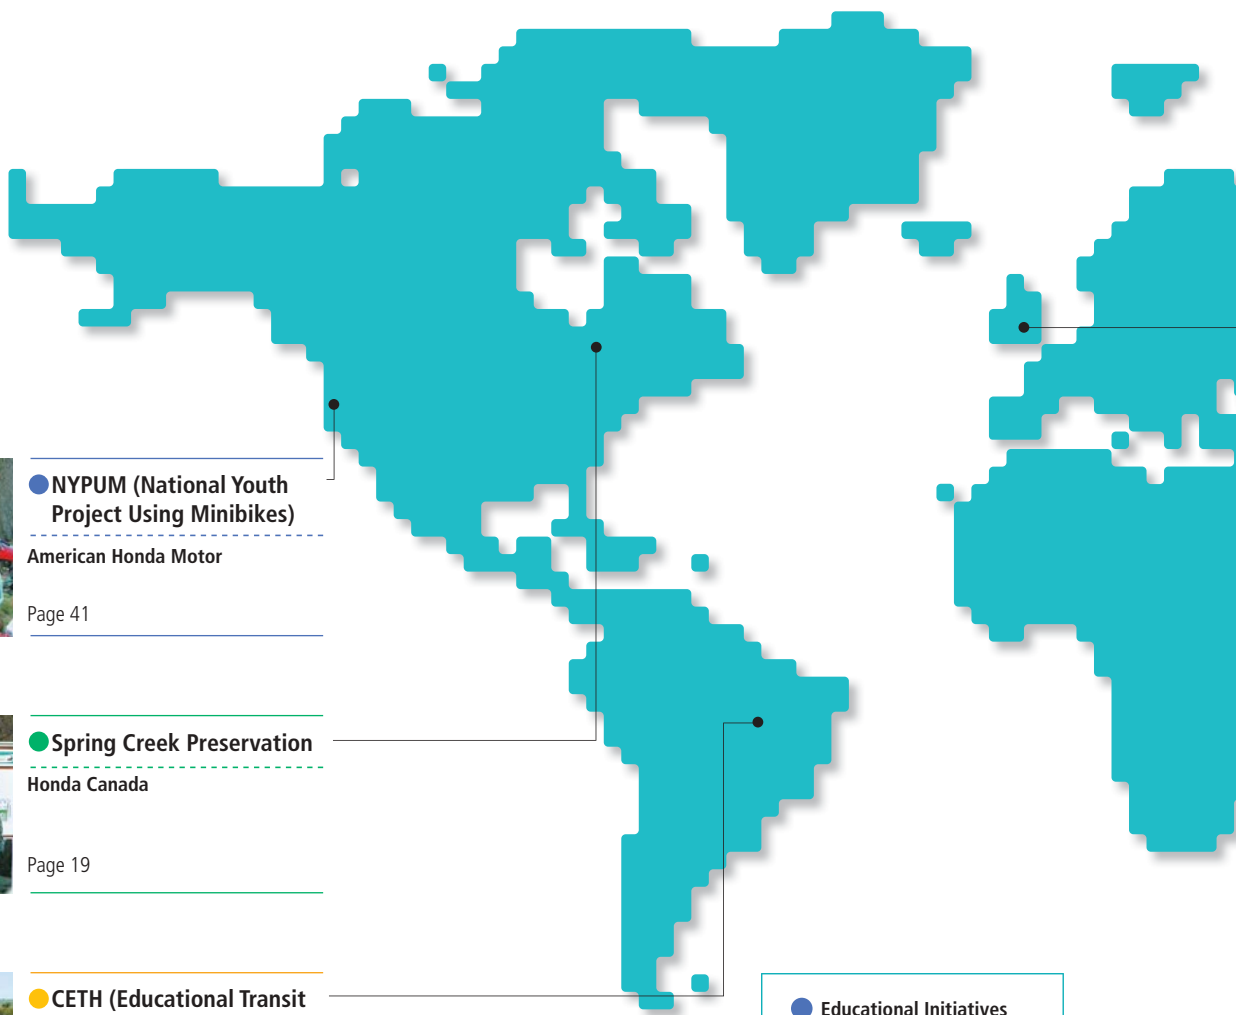 NYPUM (National Youth
Project Using Minibikes)
American Honda Motor
Page 41
Spring Creek Preservation
Honda Canada
Page 19
CETH (Educational Transit
Educational Initiatives